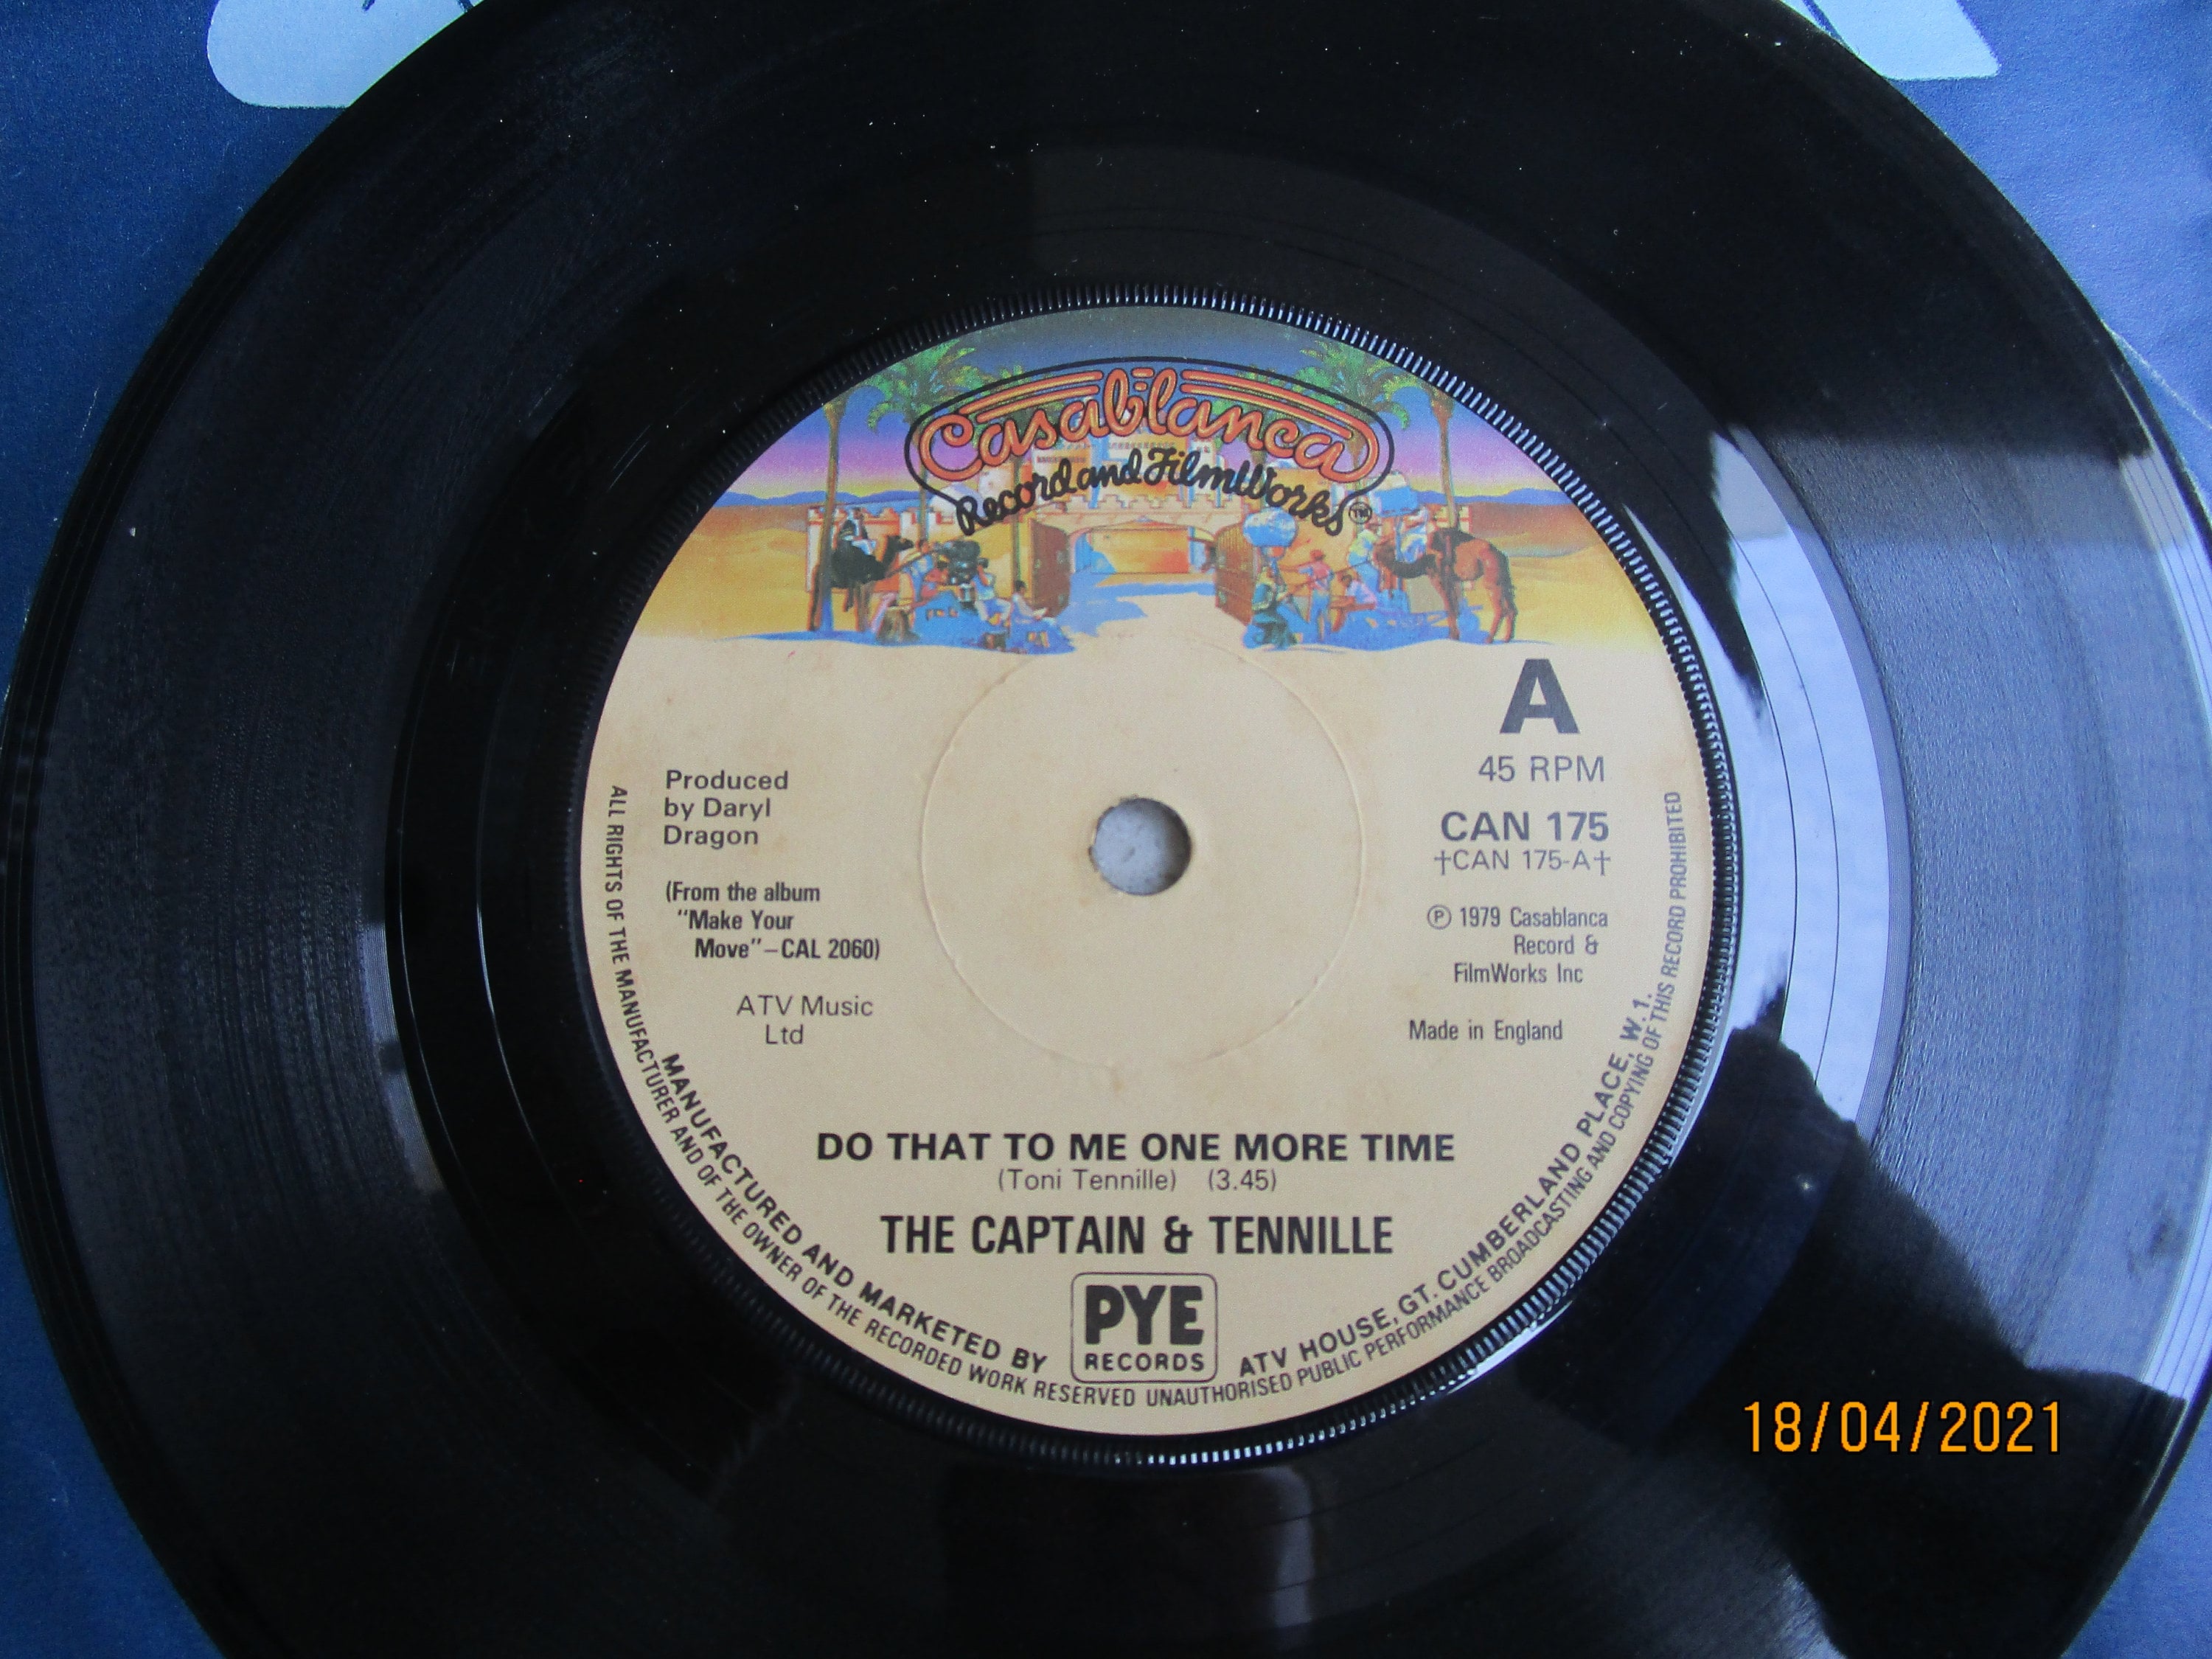 Casablanca
Record and FilmWorks TM
A
45 RPM
CAN 175
†CAN 175-A†
Ⓟ 1979 Casablanca
Record &
FilmWorks Inc
Made in England
Produced
by Daryl
Dragon
(From the album
"Make Your
Move"–CAL 2060)
ATV Music
Ltd
DO THAT TO ME ONE MORE TIME
(Toni Tennille) (3.45)
THE CAPTAIN & TENNILLE
PYE
RECORDS
MANUFACTURED AND MARKETED BY
ATV HOUSE, GT. CUMBERLAND PLACE, W.1.
ALL RIGHTS OF THE MANUFACTURER AND OF THE OWNER OF THE RECORDED WORK RESERVED UNAUTHORISED PUBLIC PERFORMANCE BROADCASTING AND COPYING OF THIS RECORD PROHIBITED
18/04/2021